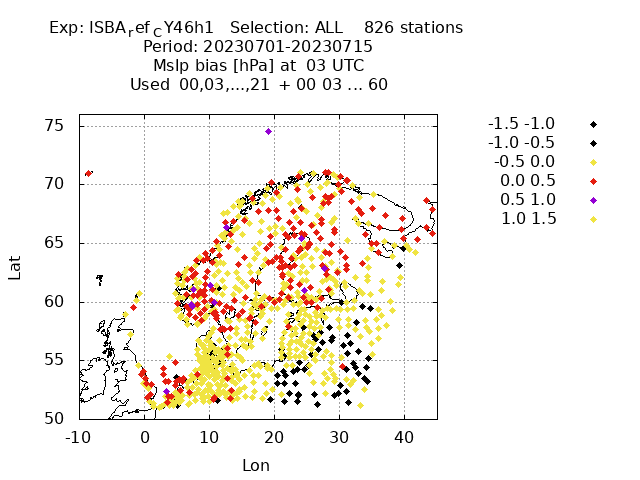 Exp: ISBA_ref_C Y46h1 Selection: ALL 826 stations
Period: 20230701-20230715
Mslp bias [hPa] at 03 UTC
Used 00,03,...,21 + 00 03 ... 60
-1.5 -1.0
-1.0 -0.5
-0.5 0.0
0.0 0.5
0.5 1.0
1.0 1.5
75
70
65
60
55
50
Lat
-10 0 10 20 30 40
Lon